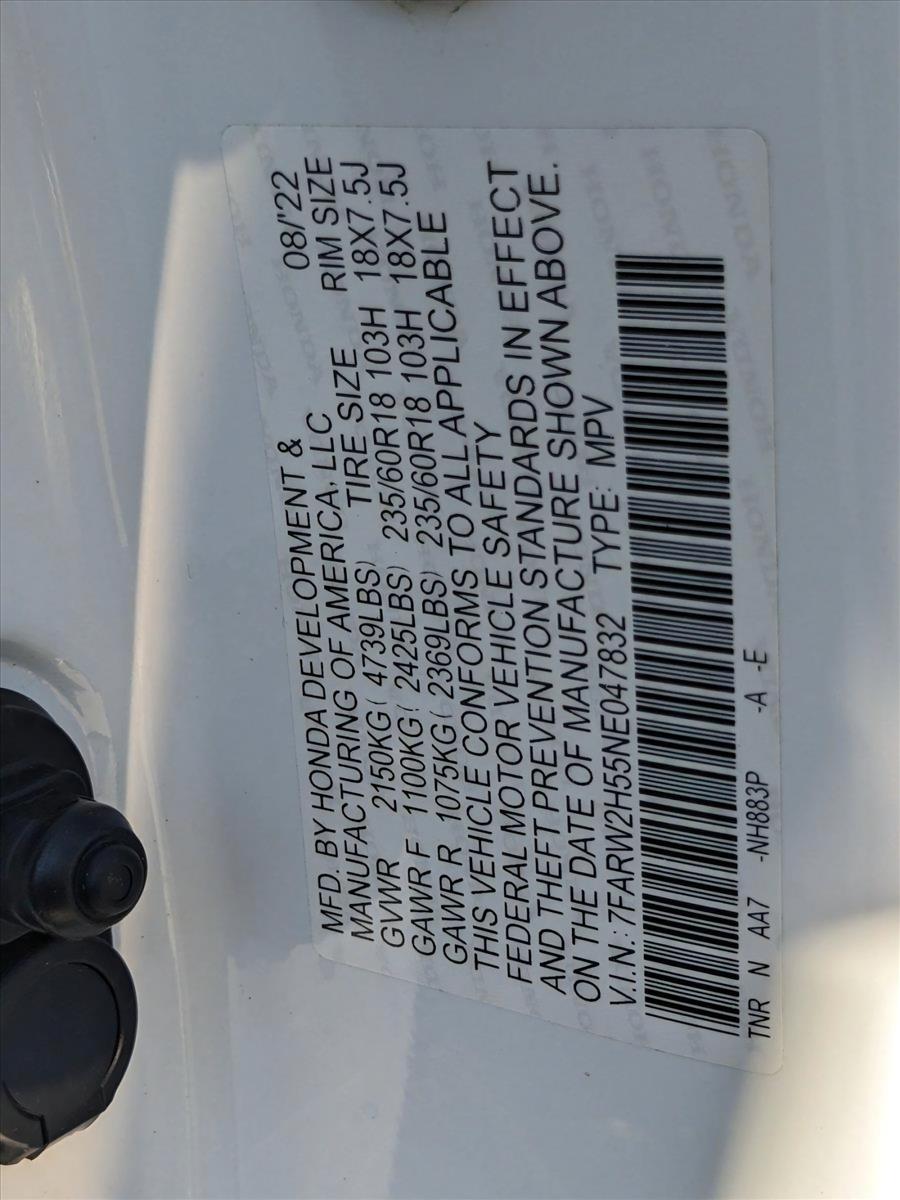 MFD. BY HONDA DEVELOPMENT & 08/'22
MANUFACTURING OF AMERICA, LLC
TIRE SIZE RIM SIZE
GVWR 2150KG( 4739LBS)
GAWR F 1100KG( 2425LBS) 235/60R18 103H 18X7.5J
GAWR R 1075KG( 2369LBS) 235/60R18 103H 18X7.5J
THIS VEHICLE CONFORMS TO ALL APPLICABLE
FEDERAL MOTOR VEHICLE SAFETY
AND THEFT PREVENTION STANDARDS IN EFFECT
ON THE DATE OF MANUFACTURE SHOWN ABOVE.
V.I.N.: 7FARW2H55NE047832 TYPE: MPV
TNR N AA7 -NH883P -A -E